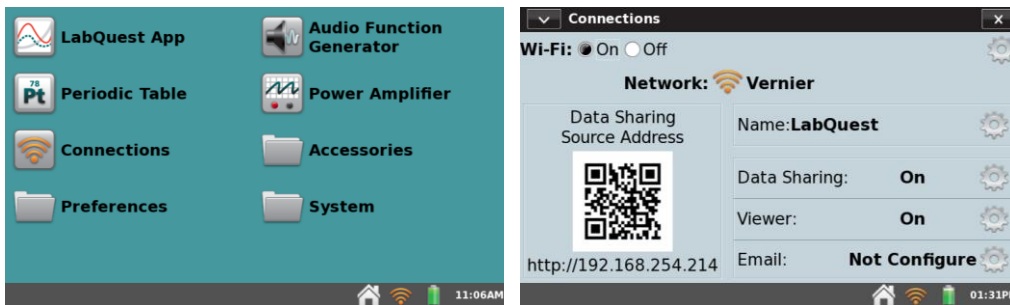 LabQuest App
Audio Function
Generator
78
Pt
Periodic Table
Power Amplifier
Connections
Accessories
Preferences
System
11:06AM
Connections
x
Wi-Fi: On Off
Network: Vernier
Data Sharing
Source Address
http://192.168.254.214
Name:LabQuest
Data Sharing: On
Viewer: On
Email: Not Configure
01:31P